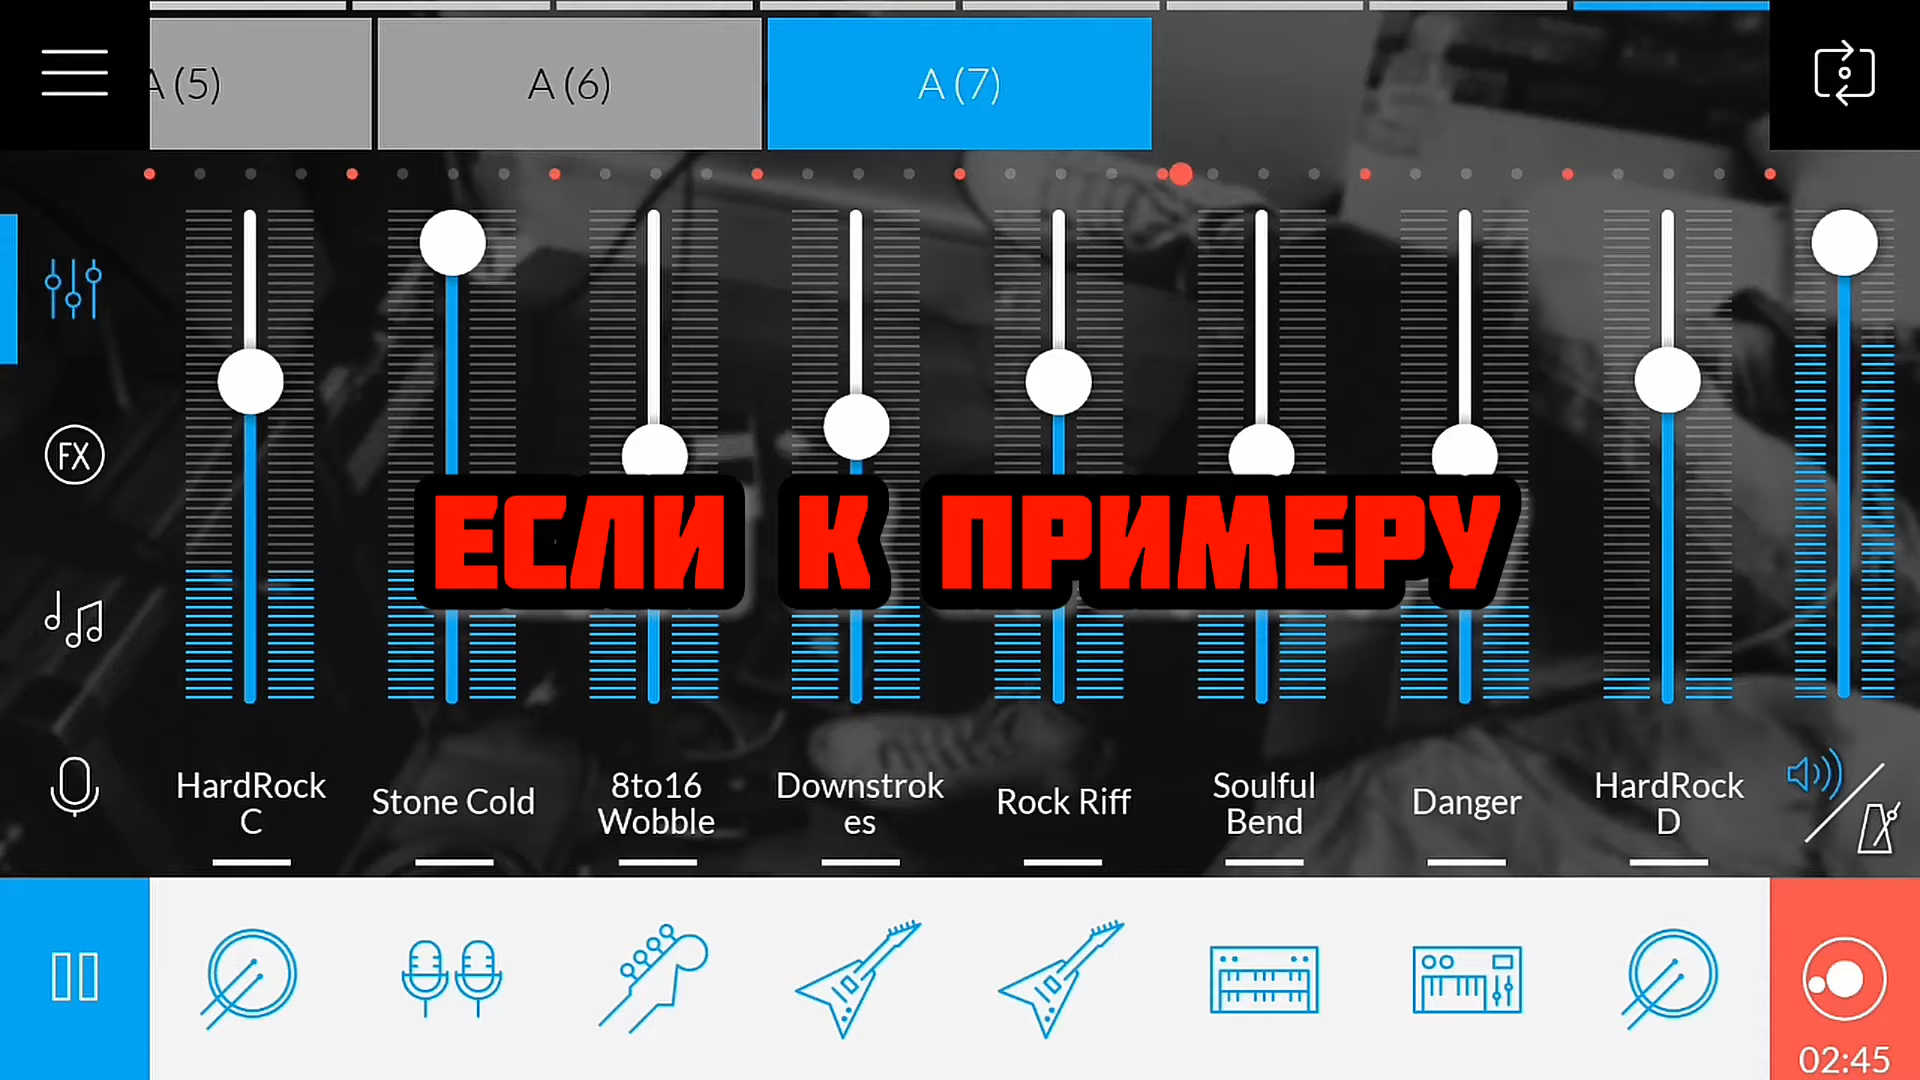 A (5)
A (6)
A (7)
FX
ЕСЛИ К ПРИМЕРУ
HardRock
C
Stone Cold
8to16
Wobble
Downstrok
es
Rock Riff
Soulful
Bend
Danger
HardRock
D
02:45